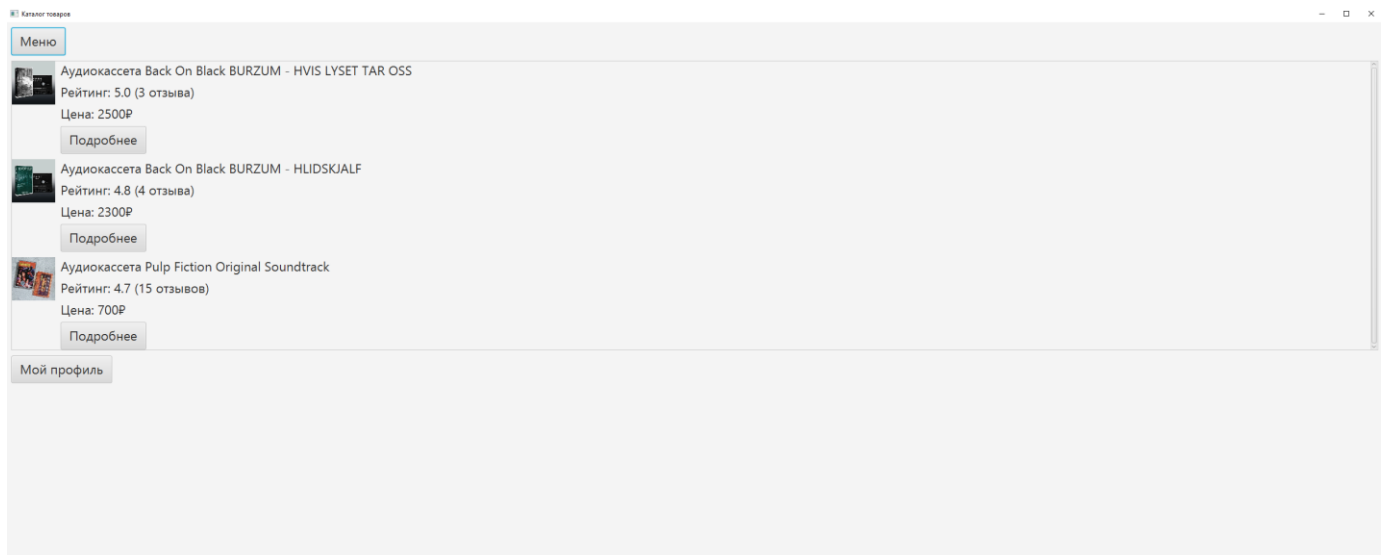 Каталог товаров
Меню
Аудиокассета Back On Black BURZUM - HVIS LYSET TAR OSS
Рейтинг: 5.0 (3 отзыва)
Цена: 2500₽
Подробнее
Аудиокассета Back On Black BURZUM - HLIDSKJALF
Рейтинг: 4.8 (4 отзыва)
Цена: 2300₽
Подробнее
Аудиокассета Pulp Fiction Original Soundtrack
Рейтинг: 4.7 (15 отзывов)
Цена: 700₽
Подробнее
Мой профиль